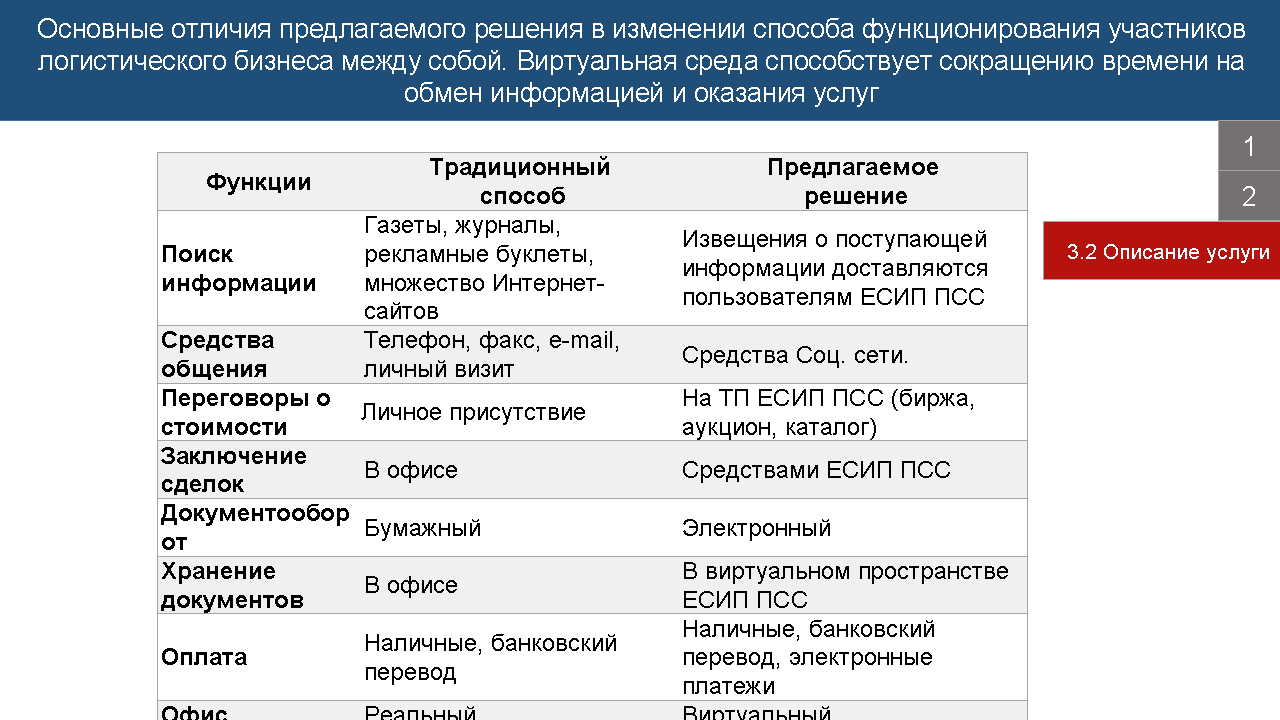 Основные отличия предлагаемого решения в изменении способа функционирования участников
логистического бизнеса между собой. Виртуальная среда способствует сокращению времени на
обмен информацией и оказания услуг
1
2
3.2 Описание услуги
Функции
Традиционный
способ
Предлагаемое
решение
Поиск
информации
Газеты, журналы,
рекламные буклеты,
множество Интернет-
сайтов
Извещения о поступающей
информации доставляются
пользователям ЕСИП ПСС
Средства
общения
Телефон, факс, e-mail,
личный визит
Средства Соц. сети.
Переговоры о
стоимости
Личное присутствие
На ТП ЕСИП ПСС (биржа,
аукцион, каталог)
Заключение
сделок
В офисе
Средствами ЕСИП ПСС
Документообор
от
Бумажный
Электронный
Хранение
документов
В офисе
В виртуальном пространстве
ЕСИП ПСС
Оплата
Наличные, банковский
перевод
Наличные, банковский
перевод, электронные
платежи
Офис
Реальный
Виртуальный